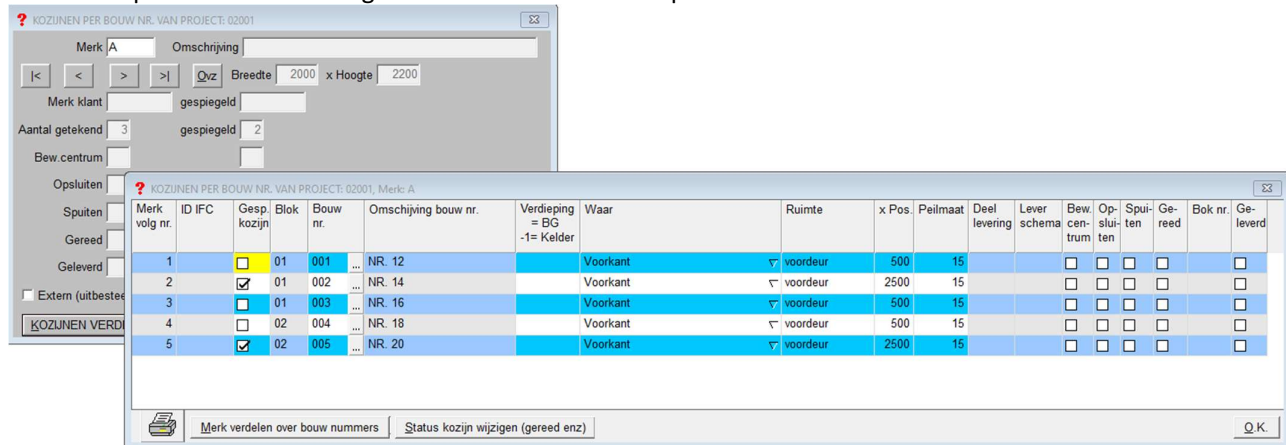 KOZIJNEN PER BOUW NR. VAN PROJECT: 02001
Merk A Omschrijving
|< < > >| Ovz Breedte 2000 x Hoogte 2200
Merk klant gespiegeld
Aantal getekend 3 gespiegeld 2
Bew.centrum
Opsluiten
Spuiten
Gereed
Geleverd
Extern (uitbestee
KOZIJNEN VERD
KOZIJNEN PER BOUW NR. VAN PROJECT: 02001, Merk: A
Merk ID IFC Gesp. Blok Bouw Omschijving bouw nr. Verdieping Waar Ruimte x Pos. Peilmaat Deel Lever Bew. Op- Spui- Ge- Bok nr. Ge-
volg nr. kozijn nr. = BG levering schema cen- slui- ten reed leverd
-1= Kelder trum ten
1 01 001 ... NR. 12 Voorkant voordeur 500 15
2 01 002 ... NR. 14 Voorkant voordeur 2500 15
3 01 003 ... NR. 16 Voorkant voordeur 500 15
4 02 004 ... NR. 18 Voorkant voordeur 500 15
5 02 005 ... NR. 20 Voorkant voordeur 2500 15
Merk verdelen over bouw nummers Status kozijn wijzigen (gereed enz) O.K.